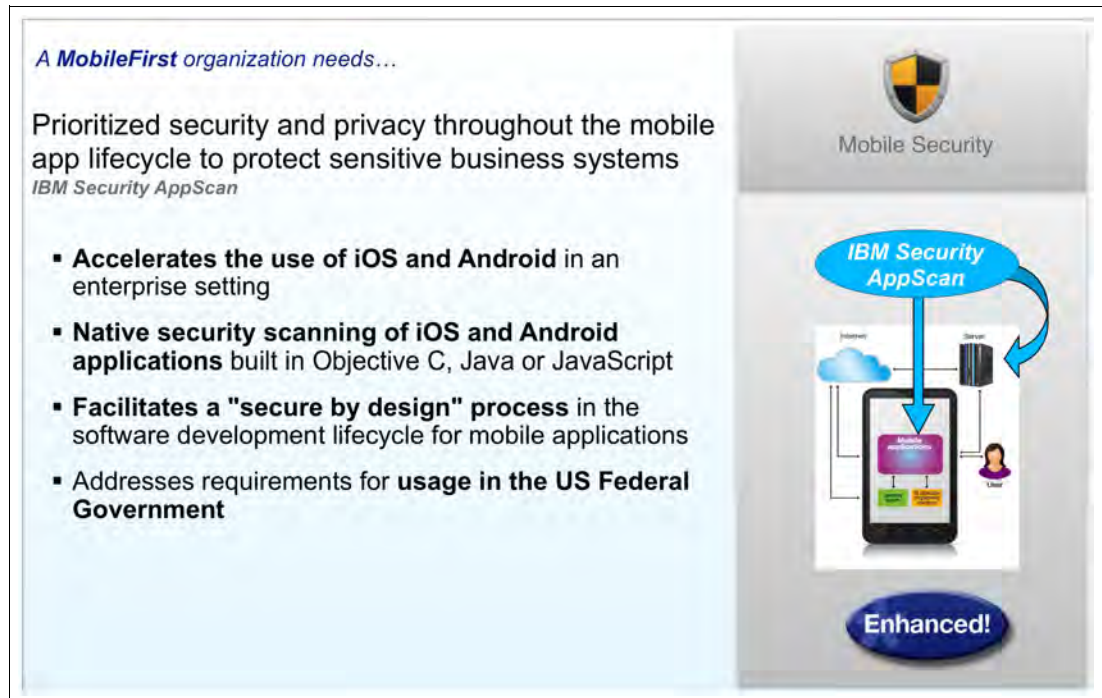 A MobileFirst organization needs…
Prioritized security and privacy throughout the mobile
app lifecycle to protect sensitive business systems
IBM Security AppScan
▪ Accelerates the use of iOS and Android in an
enterprise setting
▪ Native security scanning of iOS and Android
applications built in Objective C, Java or JavaScript
▪ Facilitates a "secure by design" process in the
software development lifecycle for mobile applications
▪ Addresses requirements for usage in the US Federal
Government
Mobile Security
IBM Security
AppScan
Internet
Server
Mobile
applications
User
Enhanced!